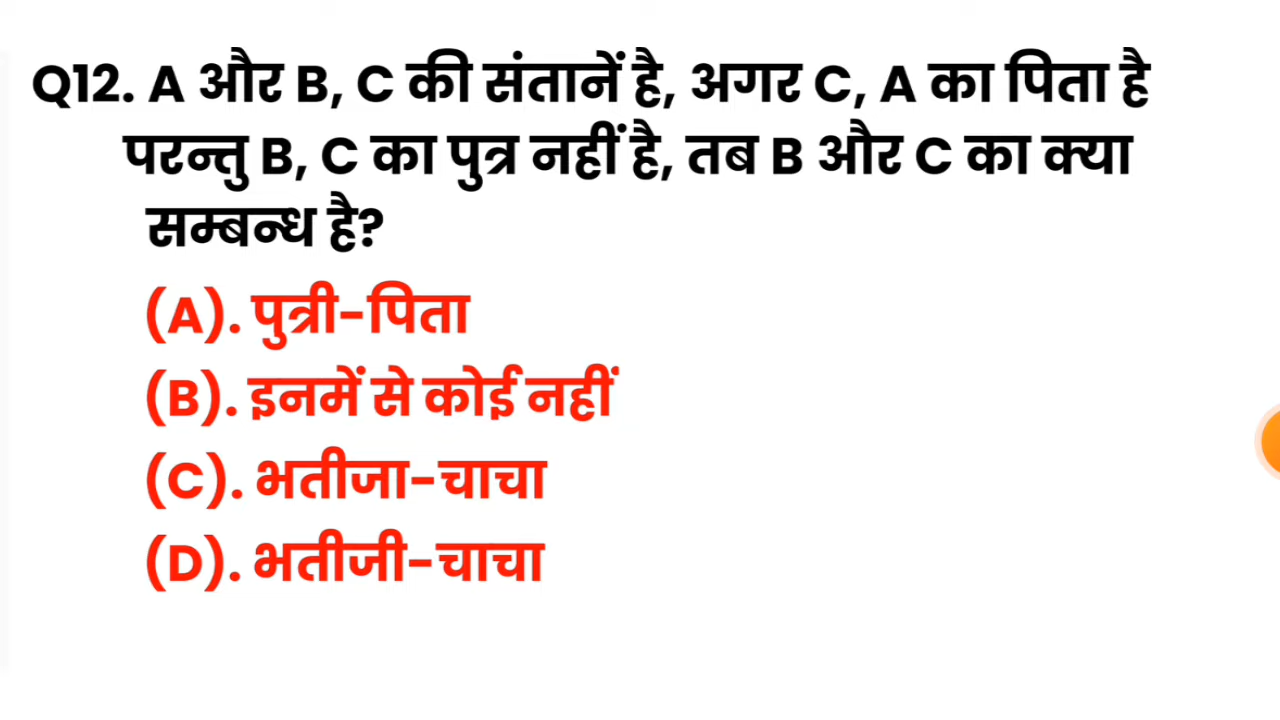 Q12. A और B, C की संतानें है, अगर C, A का पिता है
परन्तु B, C का पुत्र नहीं है, तब B और C का क्या
सम्बन्ध है?
(A). पुत्री-पिता
(B). इनमें से कोई नहीं
(C). भतीजा-चाचा
(D). भतीजी-चाचा